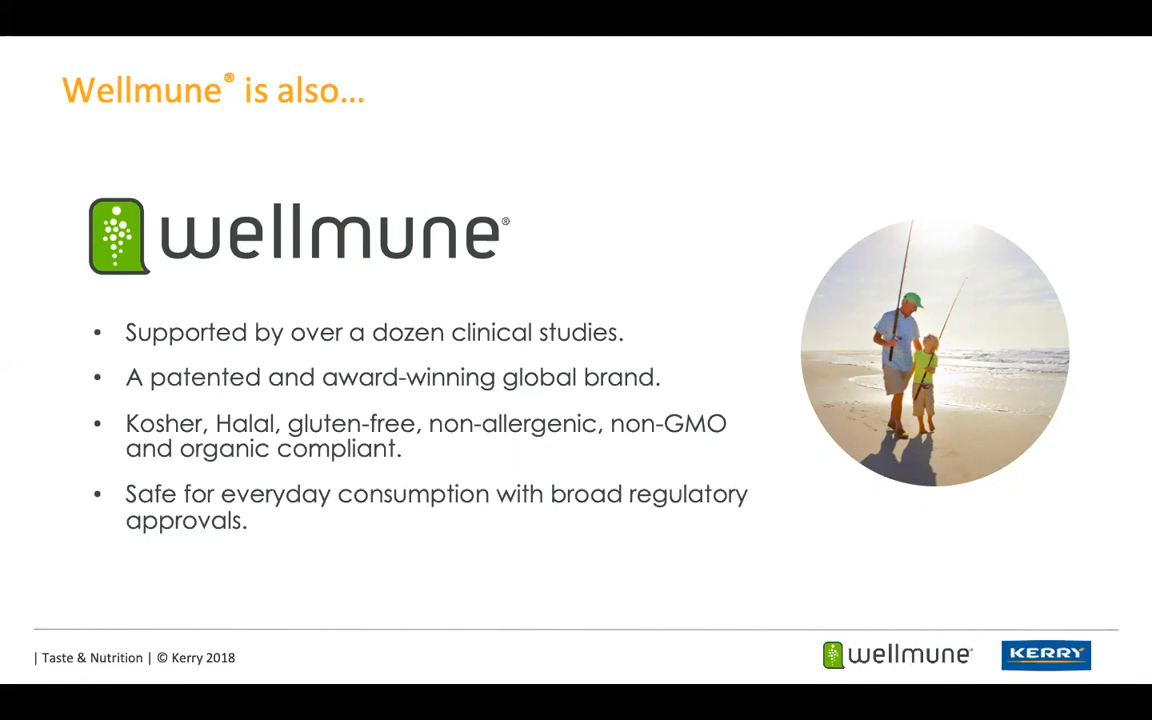 Wellmune® is also...
wellmune®
• Supported by over a dozen clinical studies.
• A patented and award-winning global brand.
• Kosher, Halal, gluten-free, non-allergenic, non-GMO
and organic compliant.
• Safe for everyday consumption with broad regulatory
approvals.
| Taste & Nutrition | © Kerry 2018
wellmune®
KERRY